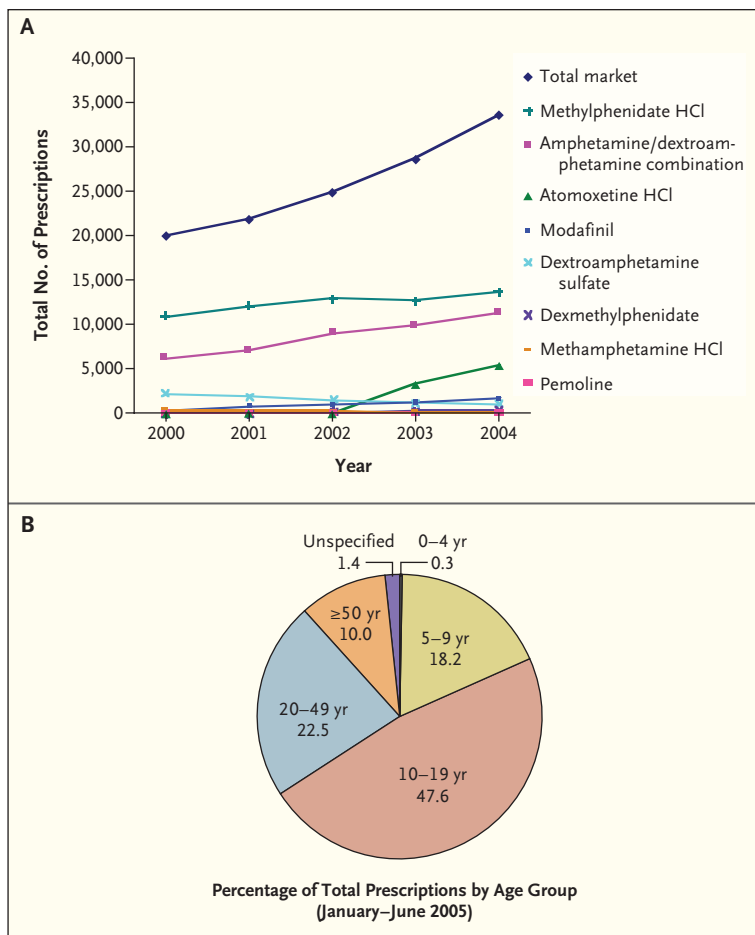 A
40,000
35,000
30,000
25,000
20,000
15,000
10,000
5,000
0
Total No. of Prescriptions
2000 2001 2002 2003 2004
Year
Total market
Methylphenidate HCl
Amphetamine/dextroam-
phetamine combination
Atomoxetine HCl
Modafinil
Dextroamphetamine
sulfate
Dexmethylphenidate
Methamphetamine HCl
Pemoline
B
Unspecified
1.4
0–4 yr
0.3
≥50 yr
10.0
5–9 yr
18.2
20–49 yr
22.5
10–19 yr
47.6
Percentage of Total Prescriptions by Age Group
(January–June 2005)